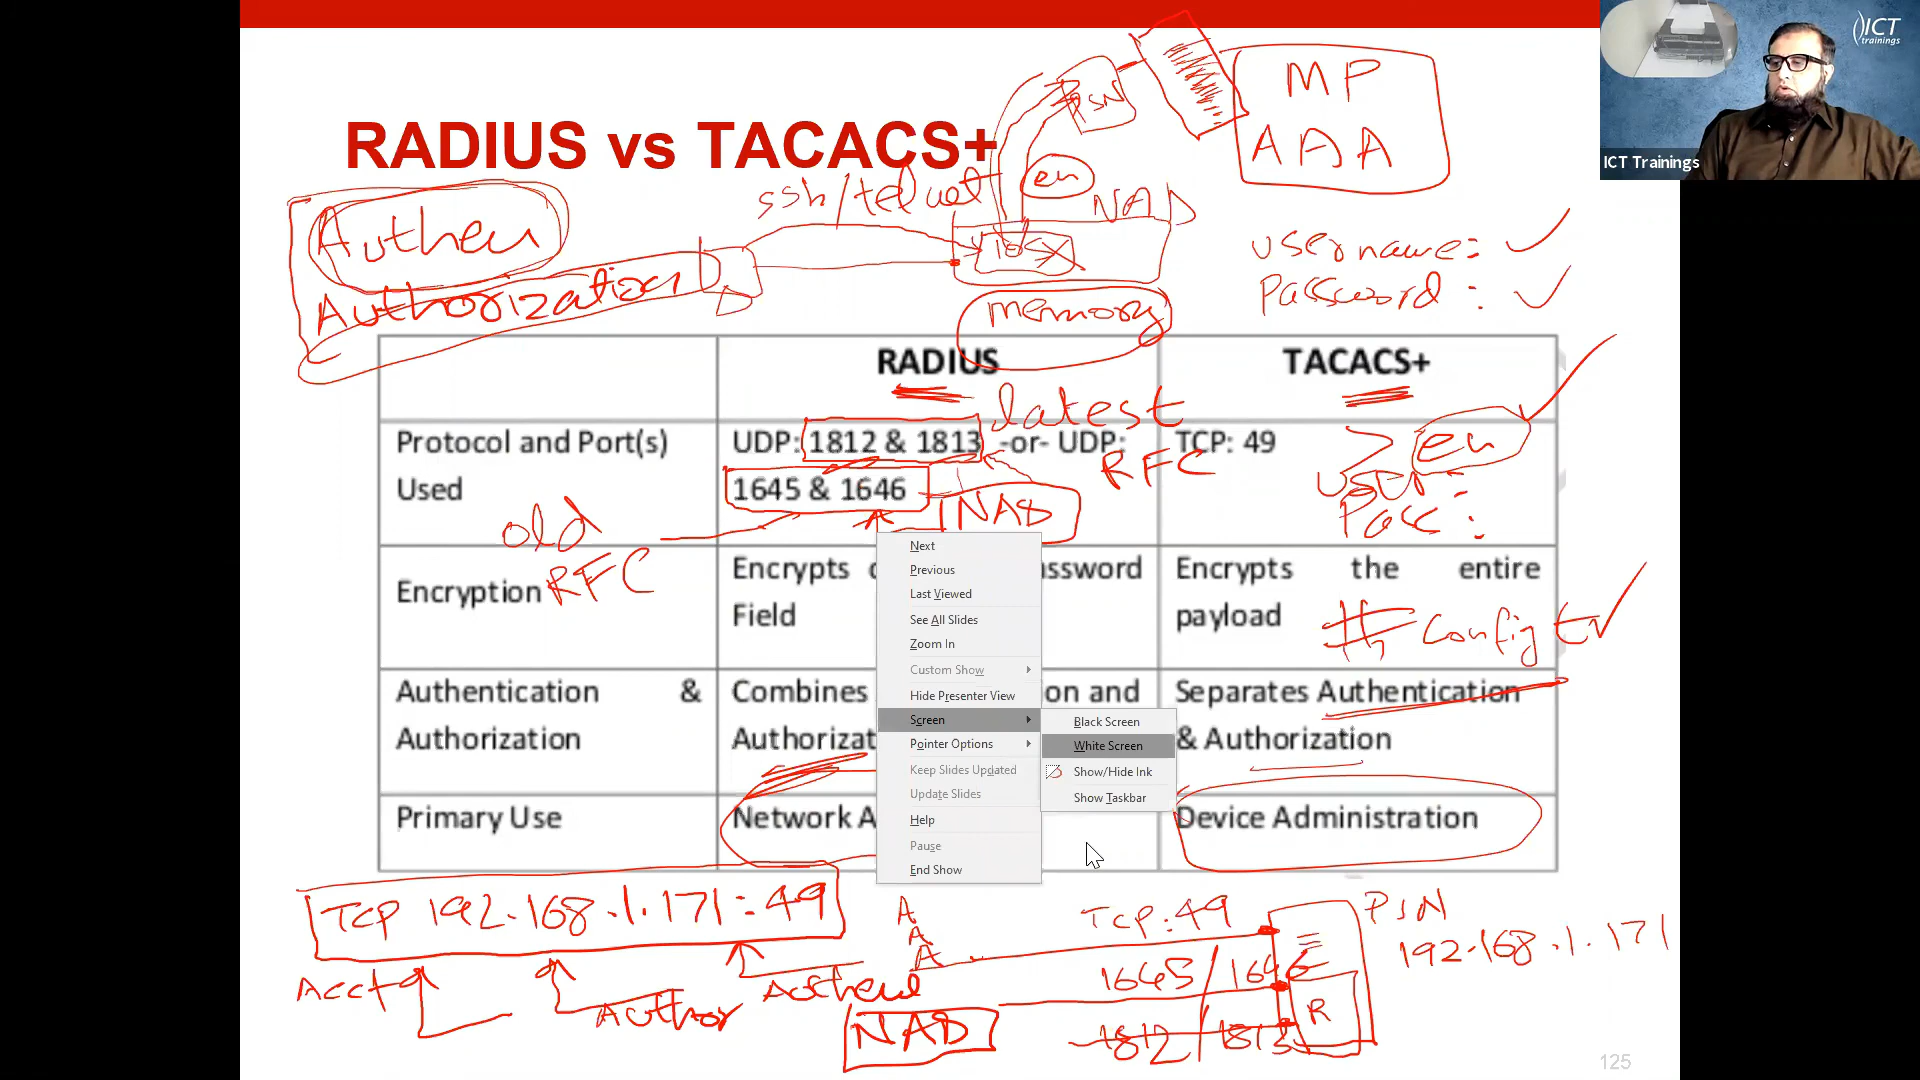 ICT
trainings
ICT Trainings
MP
AAA
PSN
RADIUS vs TACACS+
ssh/telnet
en
NAD
Authen
Authorization
username:
Password :
memory
RADIUS
TACACS+
latest
RFC
Protocol and Port(s)
Used
UDP: 1812 & 1813 -or- UDP:
1645 & 1646
TCP: 49
> en
user :
Pass :
NAD
old
RFC
Encryption
Encrypts
assword
Field
Encrypts the entire
payload
# config t
Authentication &
Authorization
Combines
on and
Authorizat
Separates Authentication
& Authorization
Primary Use
Network A
Device Administration
Next
Previous
Last Viewed
See All Slides
Zoom In
Custom Show
Hide Presenter View
Screen
Pointer Options
Keep Slides Updated
Update Slides
Help
Pause
End Show
Black Screen
White Screen
Show/Hide Ink
Show Taskbar
TCP 192.168.1.171:49
Acct
Author
Authen
A
A
A
TCP:49
PSN
192.168.1.171
1645/1646
R
NAD
1812/1813
125